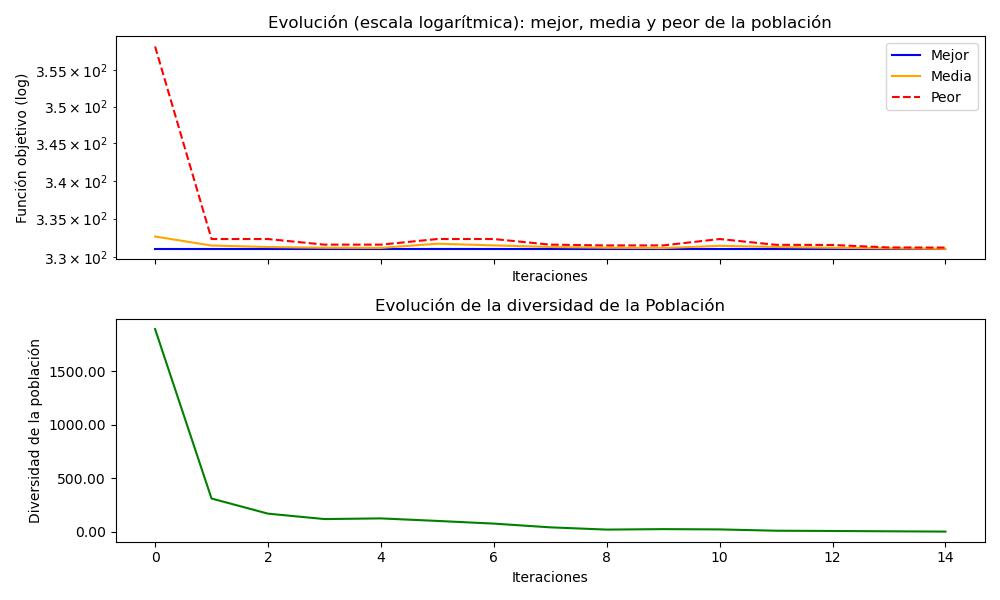 Evolución (escala logarítmica): mejor, media y peor de la población
Función objetivo (log)
3.55 × 10²
3.5 × 10²
3.45 × 10²
3.4 × 10²
3.35 × 10²
3.3 × 10²
Mejor
Media
Peor
Iteraciones
Evolución de la diversidad de la Población
Diversidad de la población
1500.00
1000.00
500.00
0.00
0 2 4 6 8 10 12 14
Iteraciones